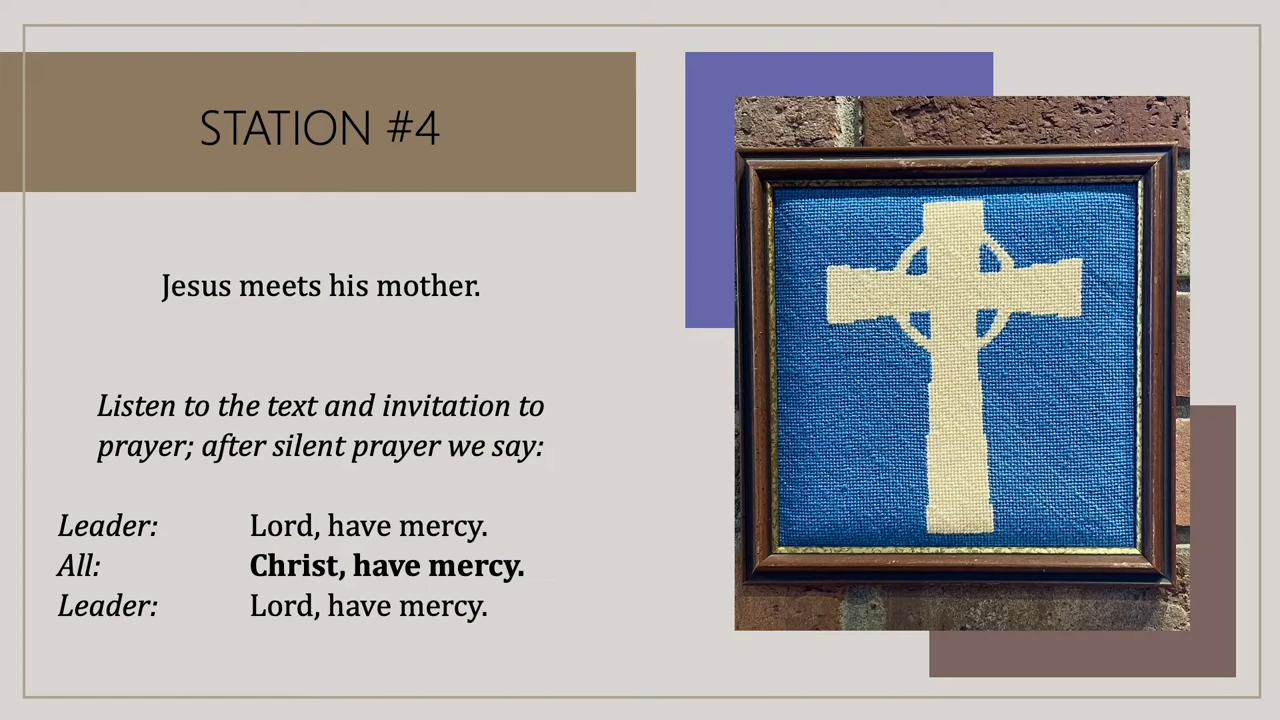 STATION #4
Jesus meets his mother.
Listen to the text and invitation to
prayer; after silent prayer we say:
Leader: Lord, have mercy.
All: Christ, have mercy.
Leader: Lord, have mercy.